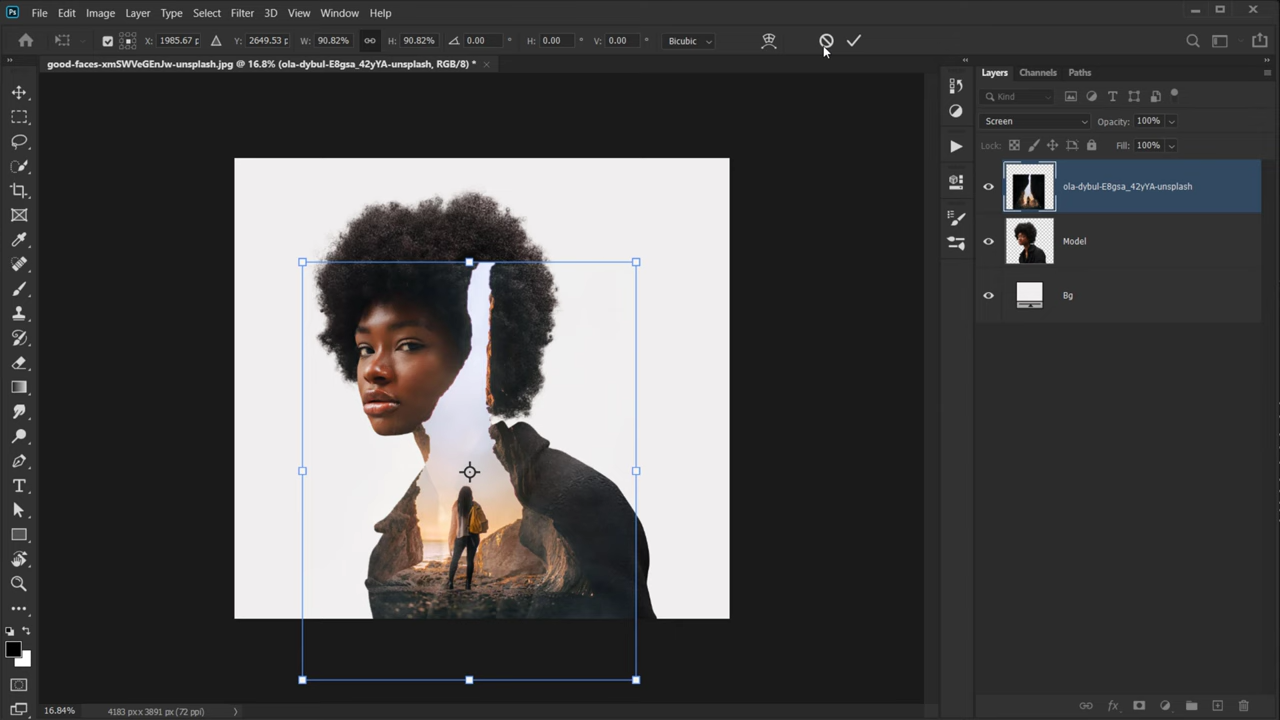 Ps File Edit Image Layer Type Select Filter 3D View Window Help
X: 1985.67 p Y: 2649.53 p W: 90.82% H: 90.82% 0.00 ° H: 0.00 ° V: 0.00 ° Bicubic
good-faces-xmSWVeGEnJw-unsplash.jpg @ 16.8% (ola-dybul-E8gsa_42yYA-unsplash, RGB/8) *
Layers Channels Paths
Kind
Screen Opacity: 100%
Lock: Fill: 100%
ola-dybul-E8gsa_42yYA-unsplash
Model
Bg
16.84% 4183 px x 3891 px (72 ppi)